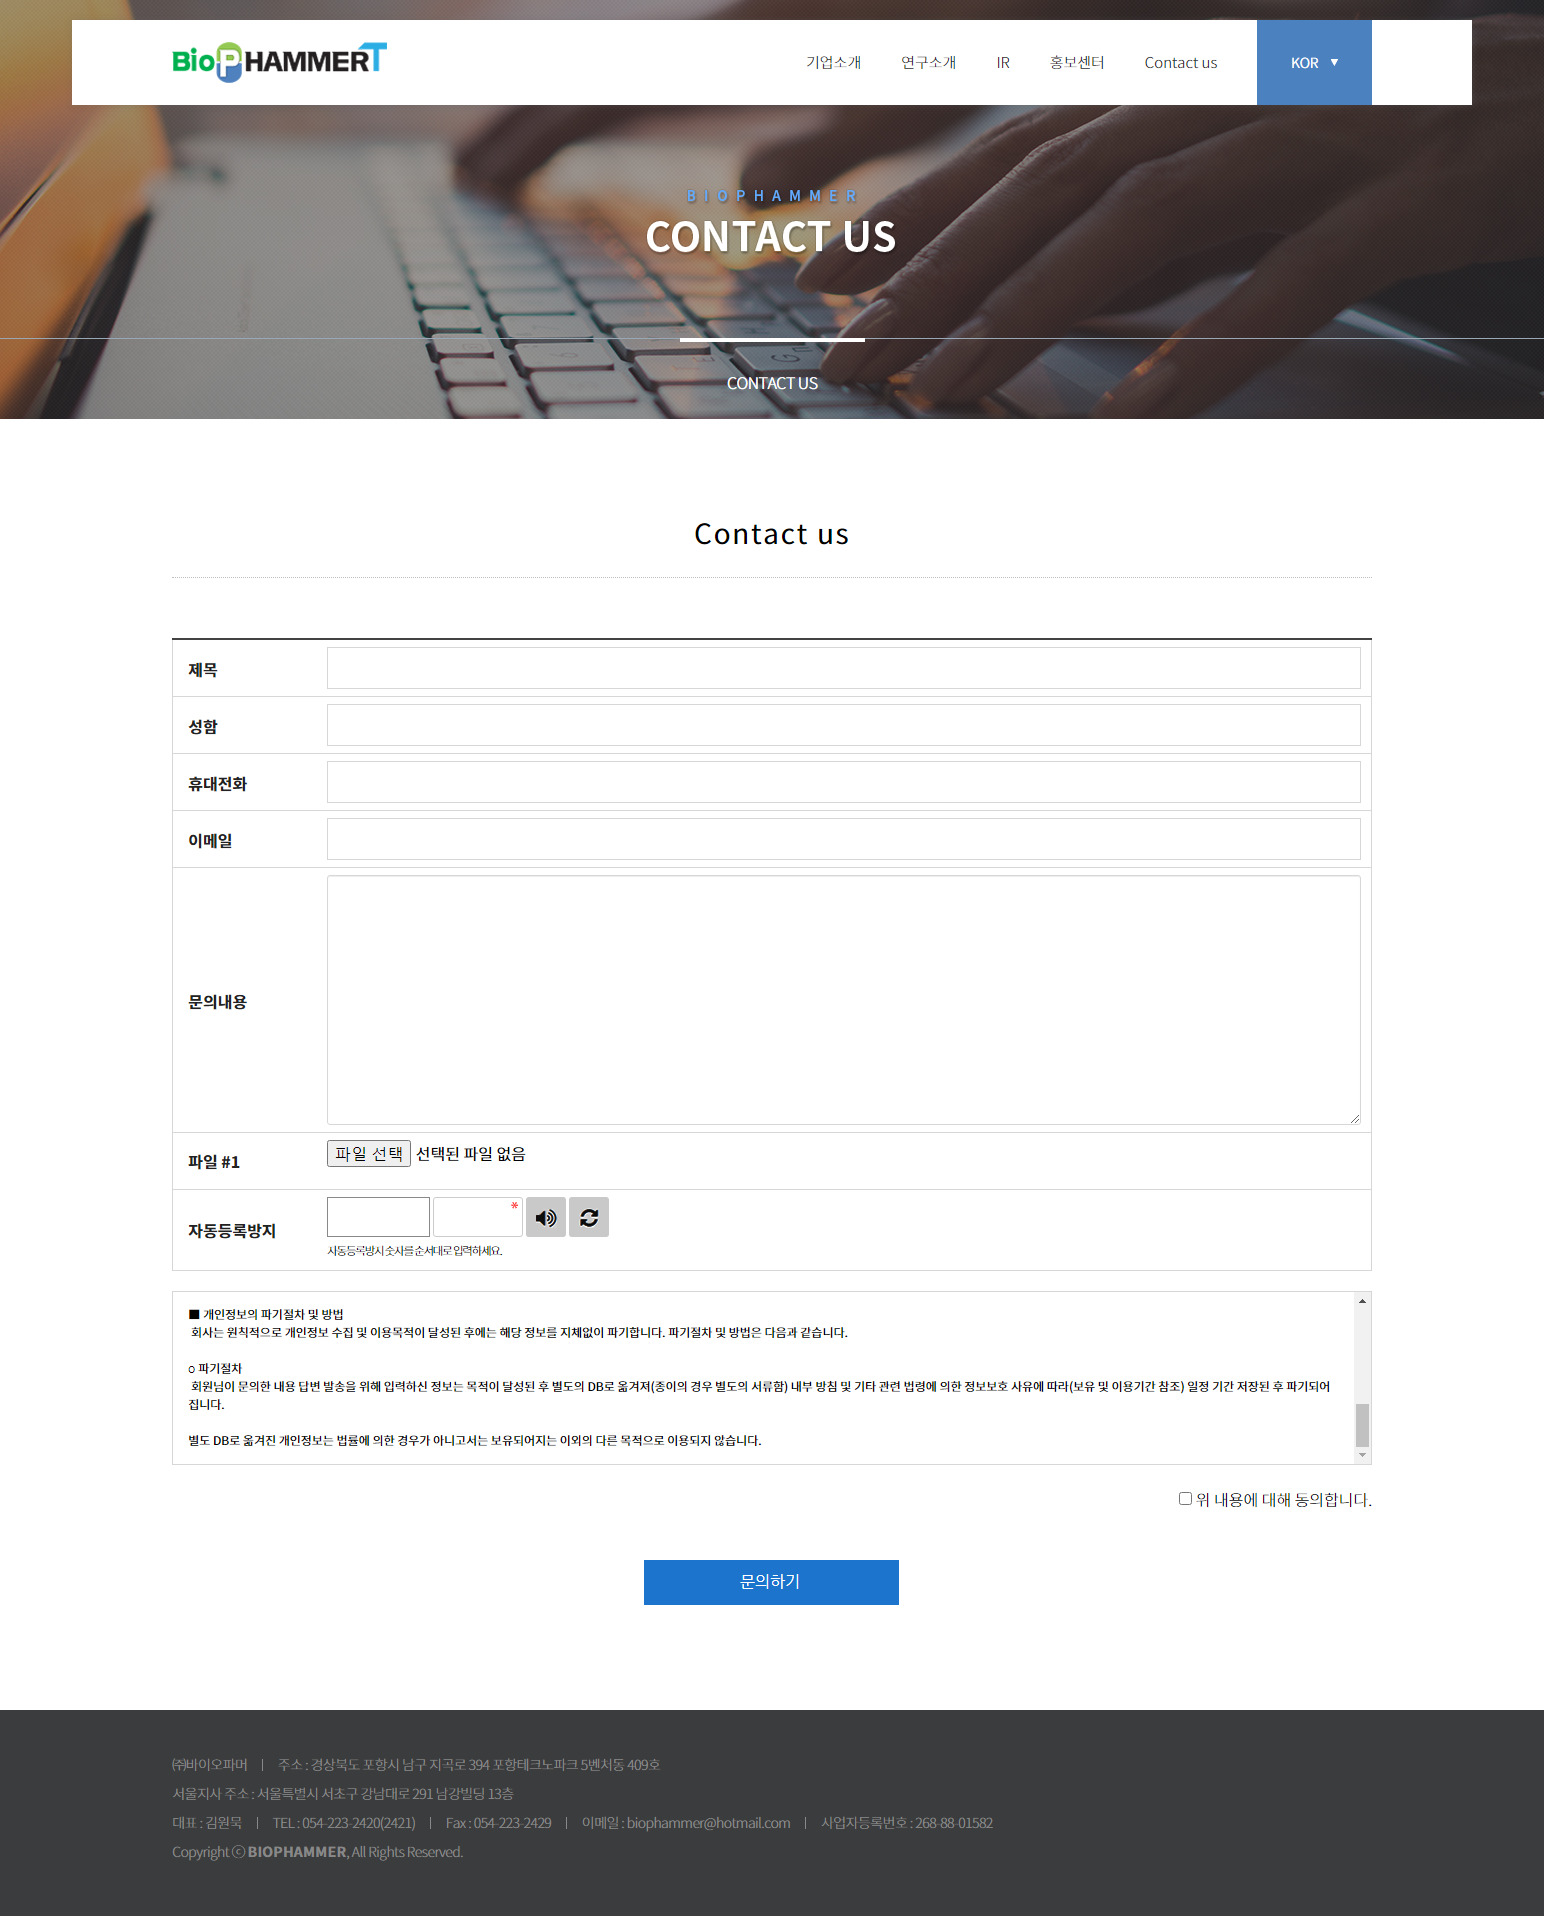 BioPHAMMERT
기업소개 연구소개 IR 홍보센터 Contact us KOR ▼
BIOPHAMMER
CONTACT US
CONTACT US
Contact us
제목
성함
휴대전화
이메일
문의내용
파일 #1 파일 선택 선택된 파일 없음
자동등록방지 *
자동등록방지 숫자를 순서대로 입력하세요.
■ 개인정보의 파기절차 및 방법
회사는 원칙적으로 개인정보 수집 및 이용목적이 달성된 후에는 해당 정보를 지체없이 파기합니다. 파기절차 및 방법은 다음과 같습니다.
ο 파기절차
회원님이 문의한 내용 답변 발송을 위해 입력하신 정보는 목적이 달성된 후 별도의 DB로 옮겨져(종이의 경우 별도의 서류함) 내부 방침 및 기타 관련 법령에 의한 정보보호 사유에 따라(보유 및 이용기간 참조) 일정 기간 저장된 후 파기되어
집니다.
별도 DB로 옮겨진 개인정보는 법률에 의한 경우가 아니고서는 보유되어지는 이외의 다른 목적으로 이용되지 않습니다.
위 내용에 대해 동의합니다.
문의하기
㈜바이오파머 | 주소 : 경상북도 포항시 남구 지곡로 394 포항테크노파크 5벤처동 409호
서울지사 주소 : 서울특별시 서초구 강남대로 291 남강빌딩 13층
대표 : 김원묵 | TEL : 054-223-2420(2421) | Fax : 054-223-2429 | 이메일 : biophammer@hotmail.com | 사업자등록번호 : 268-88-01582
Copyright ⓒ BIOPHAMMER, All Rights Reserved.